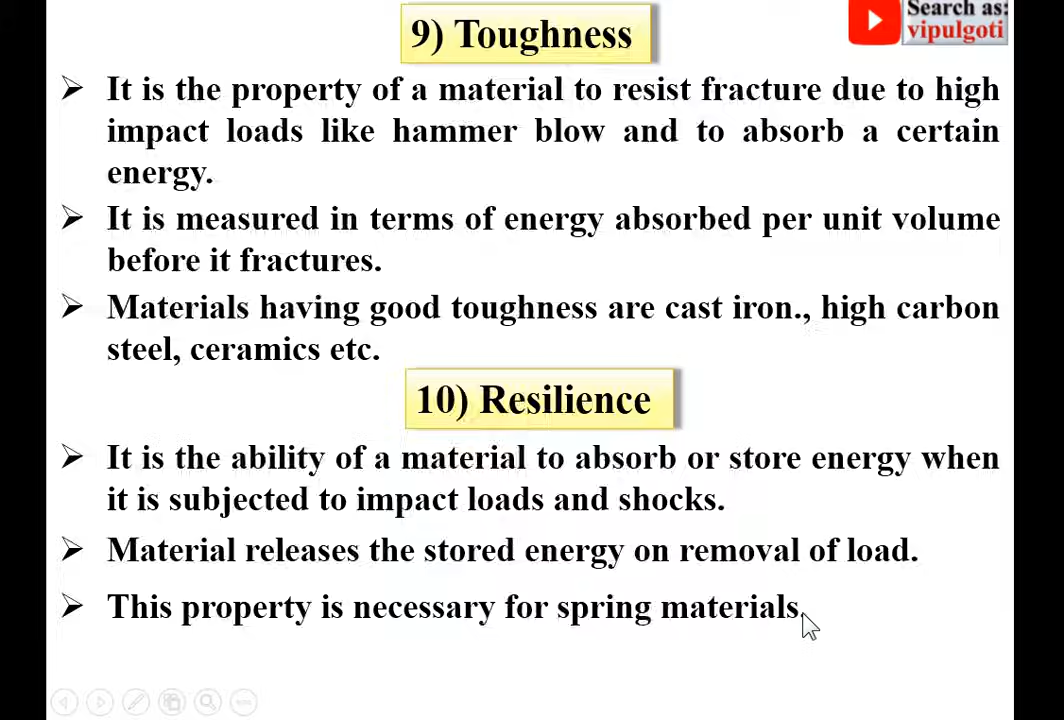 Search as:
vipulgoti
9) Toughness
➢ It is the property of a material to resist fracture due to high
impact loads like hammer blow and to absorb a certain
energy.
➢ It is measured in terms of energy absorbed per unit volume
before it fractures.
➢ Materials having good toughness are cast iron., high carbon
steel, ceramics etc.
10) Resilience
➢ It is the ability of a material to absorb or store energy when
it is subjected to impact loads and shocks.
➢ Material releases the stored energy on removal of load.
➢ This property is necessary for spring materials.